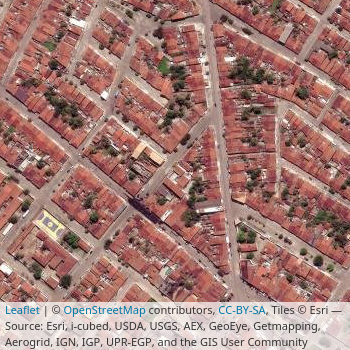 Leaflet | © OpenStreetMap contributors, CC-BY-SA, Tiles © Esri —
Source: Esri, i-cubed, USDA, USGS, AEX, GeoEye, Getmapping,
Aerogrid, IGN, IGP, UPR-EGP, and the GIS User Community